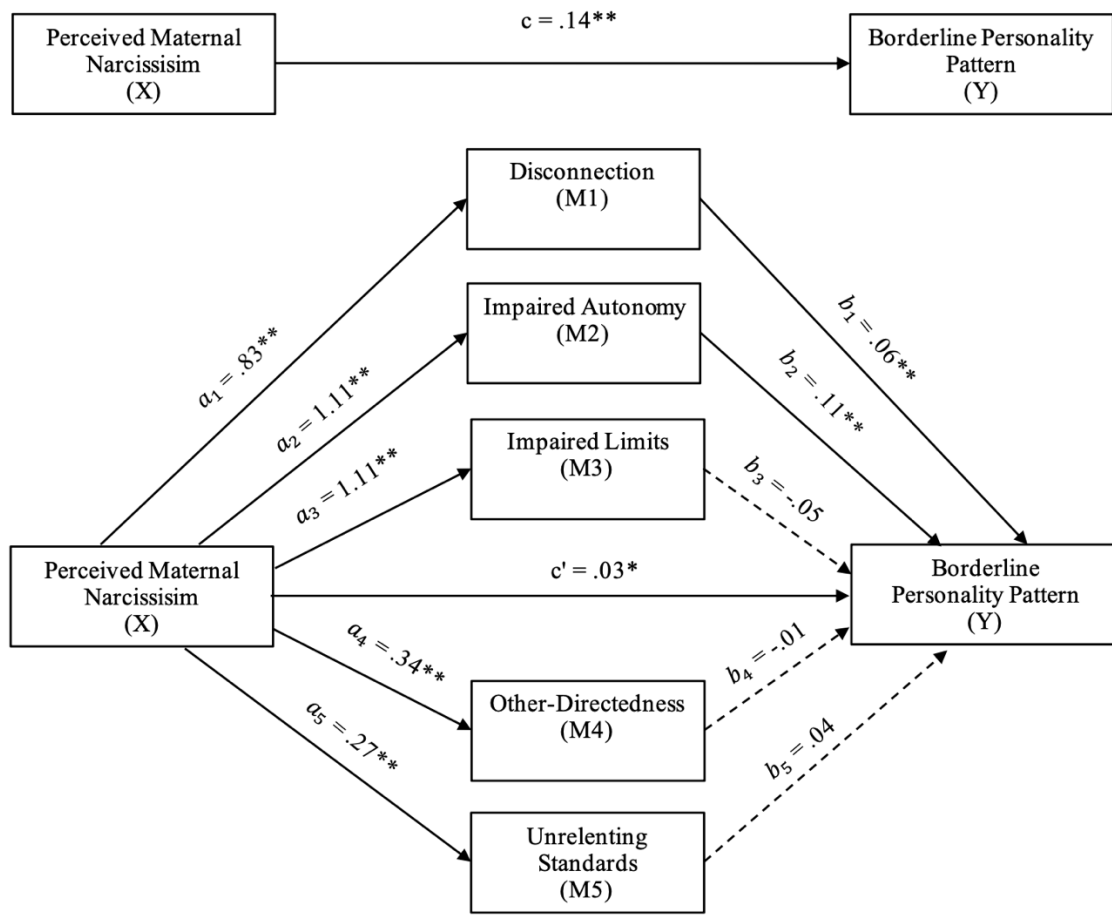 c = .14**
Perceived Maternal
Narcissisim
(X)
Borderline Personality
Pattern
(Y)
Disconnection
(M1)
Impaired Autonomy
(M2)
Impaired Limits
(M3)
a₁ = .83**
a₂ = 1.11**
a₃ = 1.11**
b₁ = .06**
b₂ = .11**
b₃ = -.05
Perceived Maternal
Narcissisim
(X)
c' = .03*
Borderline
Personality Pattern
(Y)
a₄ = .34**
a₅ = .27**
b₄ = -.01
b₅ = .04
Other-Directedness
(M4)
Unrelenting
Standards
(M5)